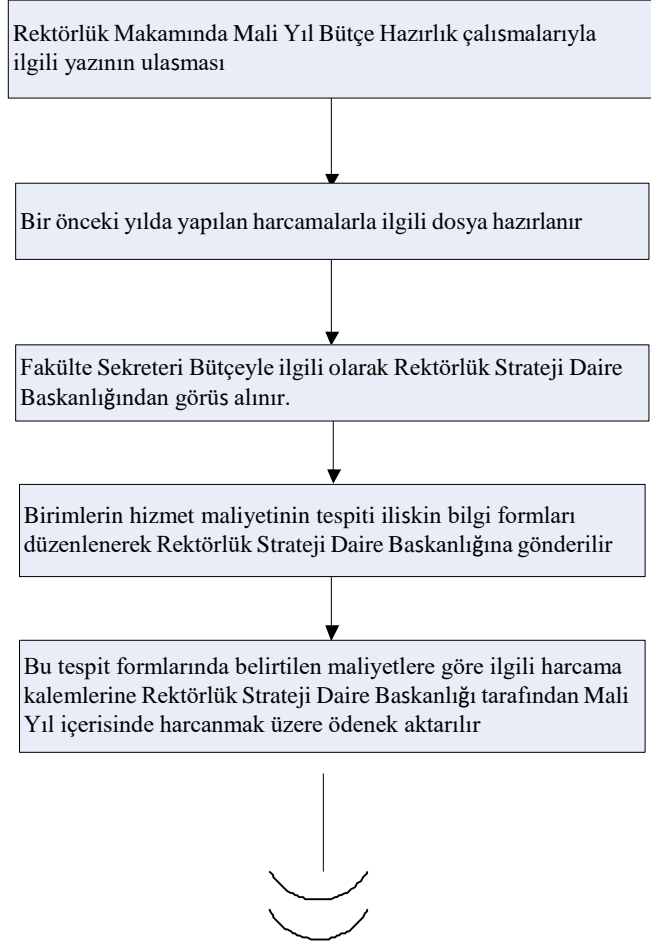 Rektörlük Makamında Mali Yıl Bütçe Hazırlık çalısmalarıyla
ilgili yazının ulasması
Bir önceki yılda yapılan harcamalarla ilgili dosya hazırlanır
Fakülte Sekreteri Bütçeyle ilgili olarak Rektörlük Strateji Daire
Baskanlığından görüs alınır.
Birimlerin hizmet maliyetinin tespiti iliskin bilgi formları
düzenlenerek Rektörlük Strateji Daire Baskanlığına gönderilir
Bu tespit formlarında belirtilen maliyetlere göre ilgili harcama
kalemlerine Rektörlük Strateji Daire Baskanlığı tarafından Mali
Yıl içerisinde harcanmak üzere ödenek aktarılır